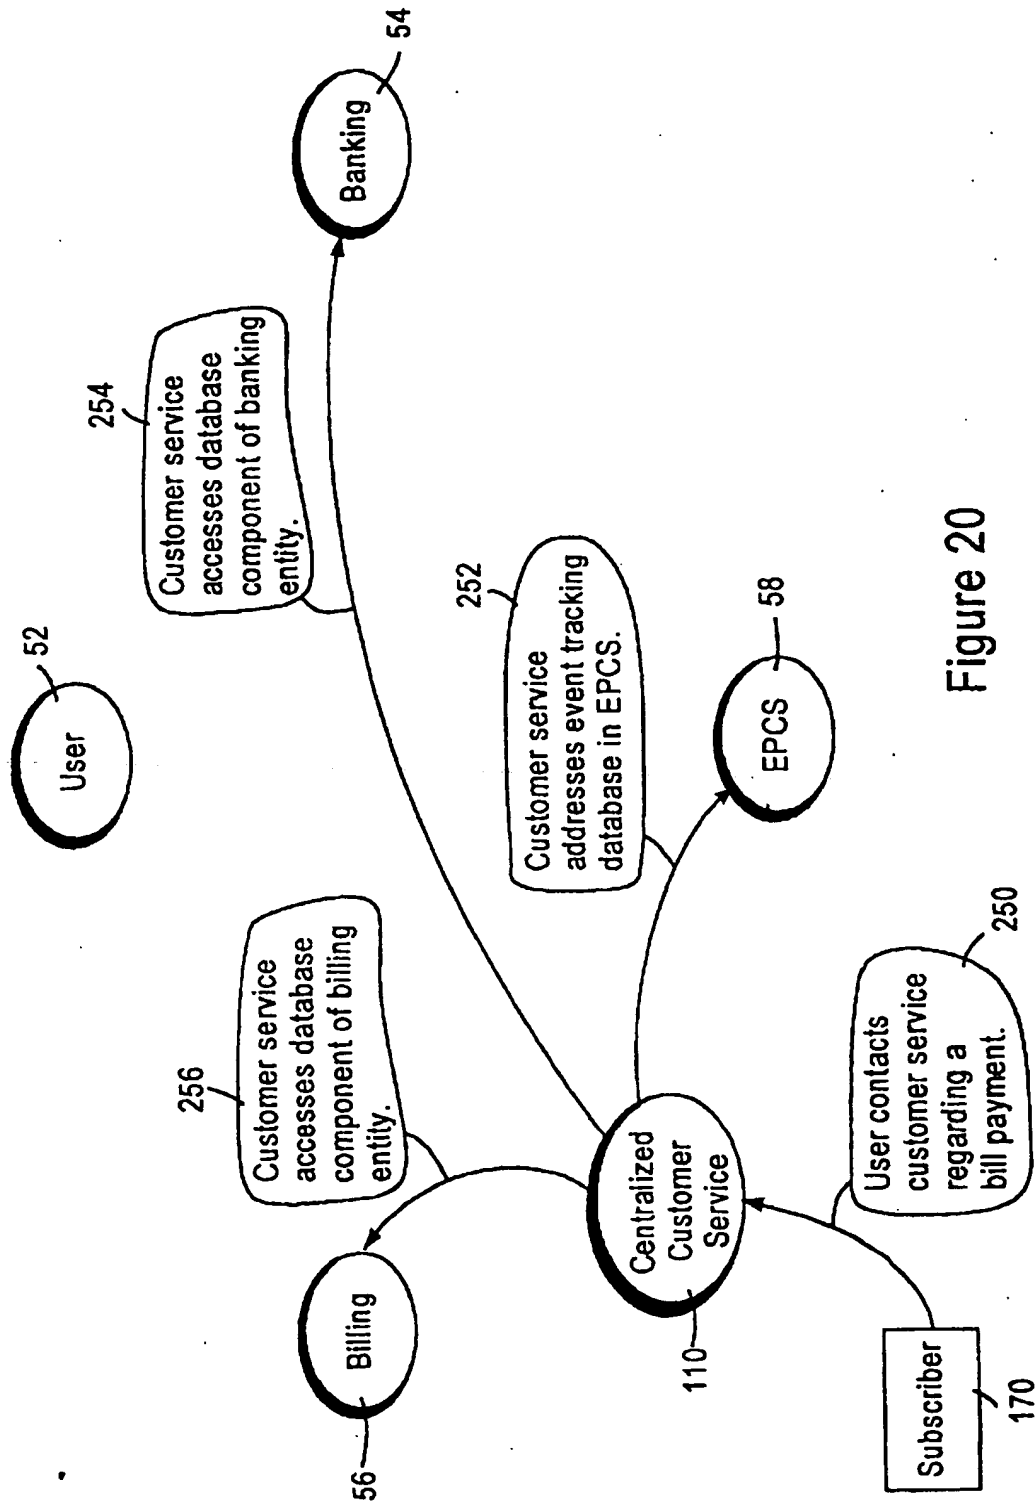 52
User
254
Customer service
accesses database
component of banking
entity.
54
Banking
256
Customer service
accesses database
component of billing
entity.
252
Customer service
addresses event tracking
database in EPCS.
56
Billing
58
EPCS
110
Centralized
Customer
Service
250
User contacts
customer service
regarding a
bill payment.
Subscriber
170
Figure 20